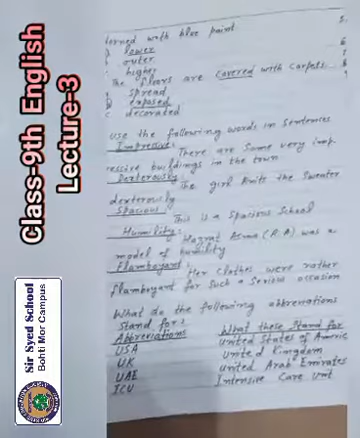 Class-9th English
Lecture-3
Sir Syed School
Bohti Mor Campus
with blue paint
lower
outer
higher
The floors are covered with carpets.
spread
exposed
decorated
Use the following words in sentences
Impressive: There are some very imp
ressive buildings in the town
Dexterously: The girl knits the sweater
dexterously
Spacious: This is a spacious school
Humility: Hazrat Asma (R.A) was a
model of humility
Flamboyant: Her clothes were rather
flamboyant for such a serious occasion
What do the following abbreviations
Stand for?
Abbreviations What these stand for
USA United States of America
UK United Kingdom
UAE United Arab Emirates
ICU Intensive Care Unit
5.
6
7
8
9